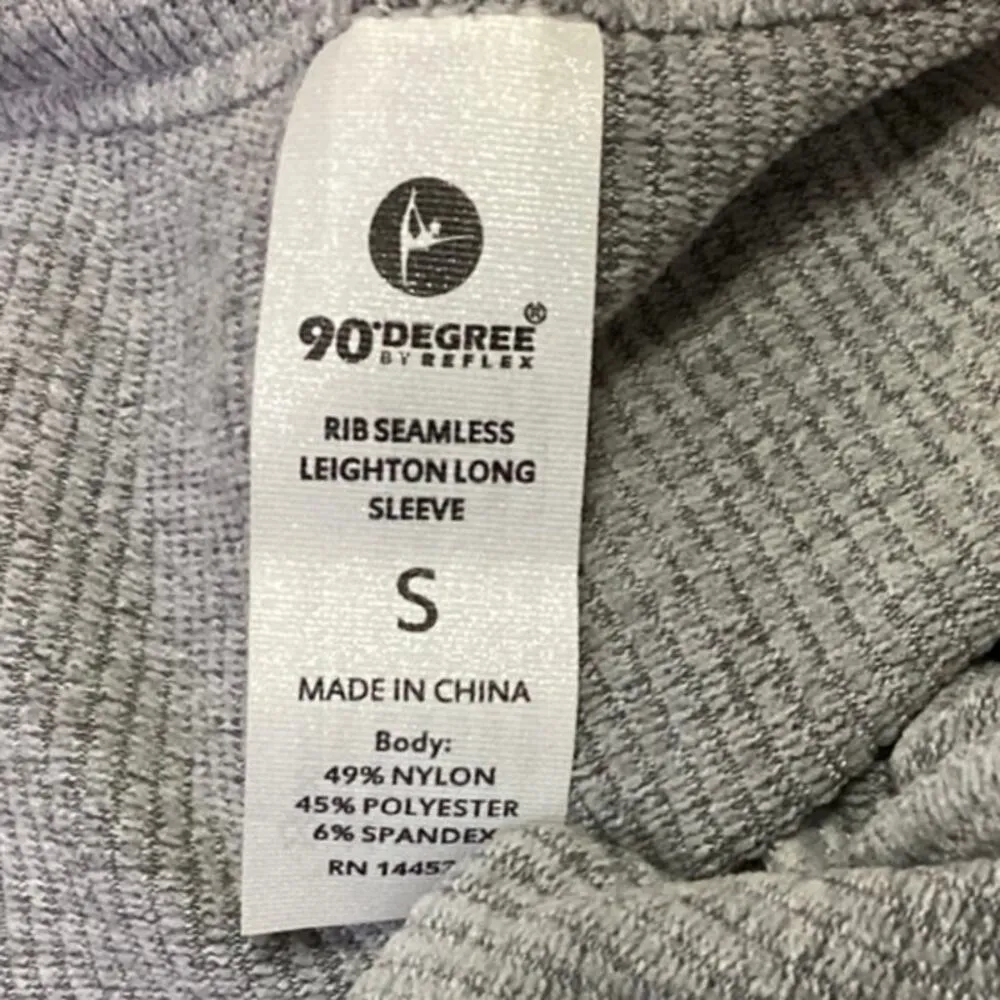 90°DEGREE®
BY REFLEX
RIB SEAMLESS
LEIGHTON LONG
SLEEVE
S
MADE IN CHINA
Body:
49% NYLON
45% POLYESTER
6% SPANDEX
RN